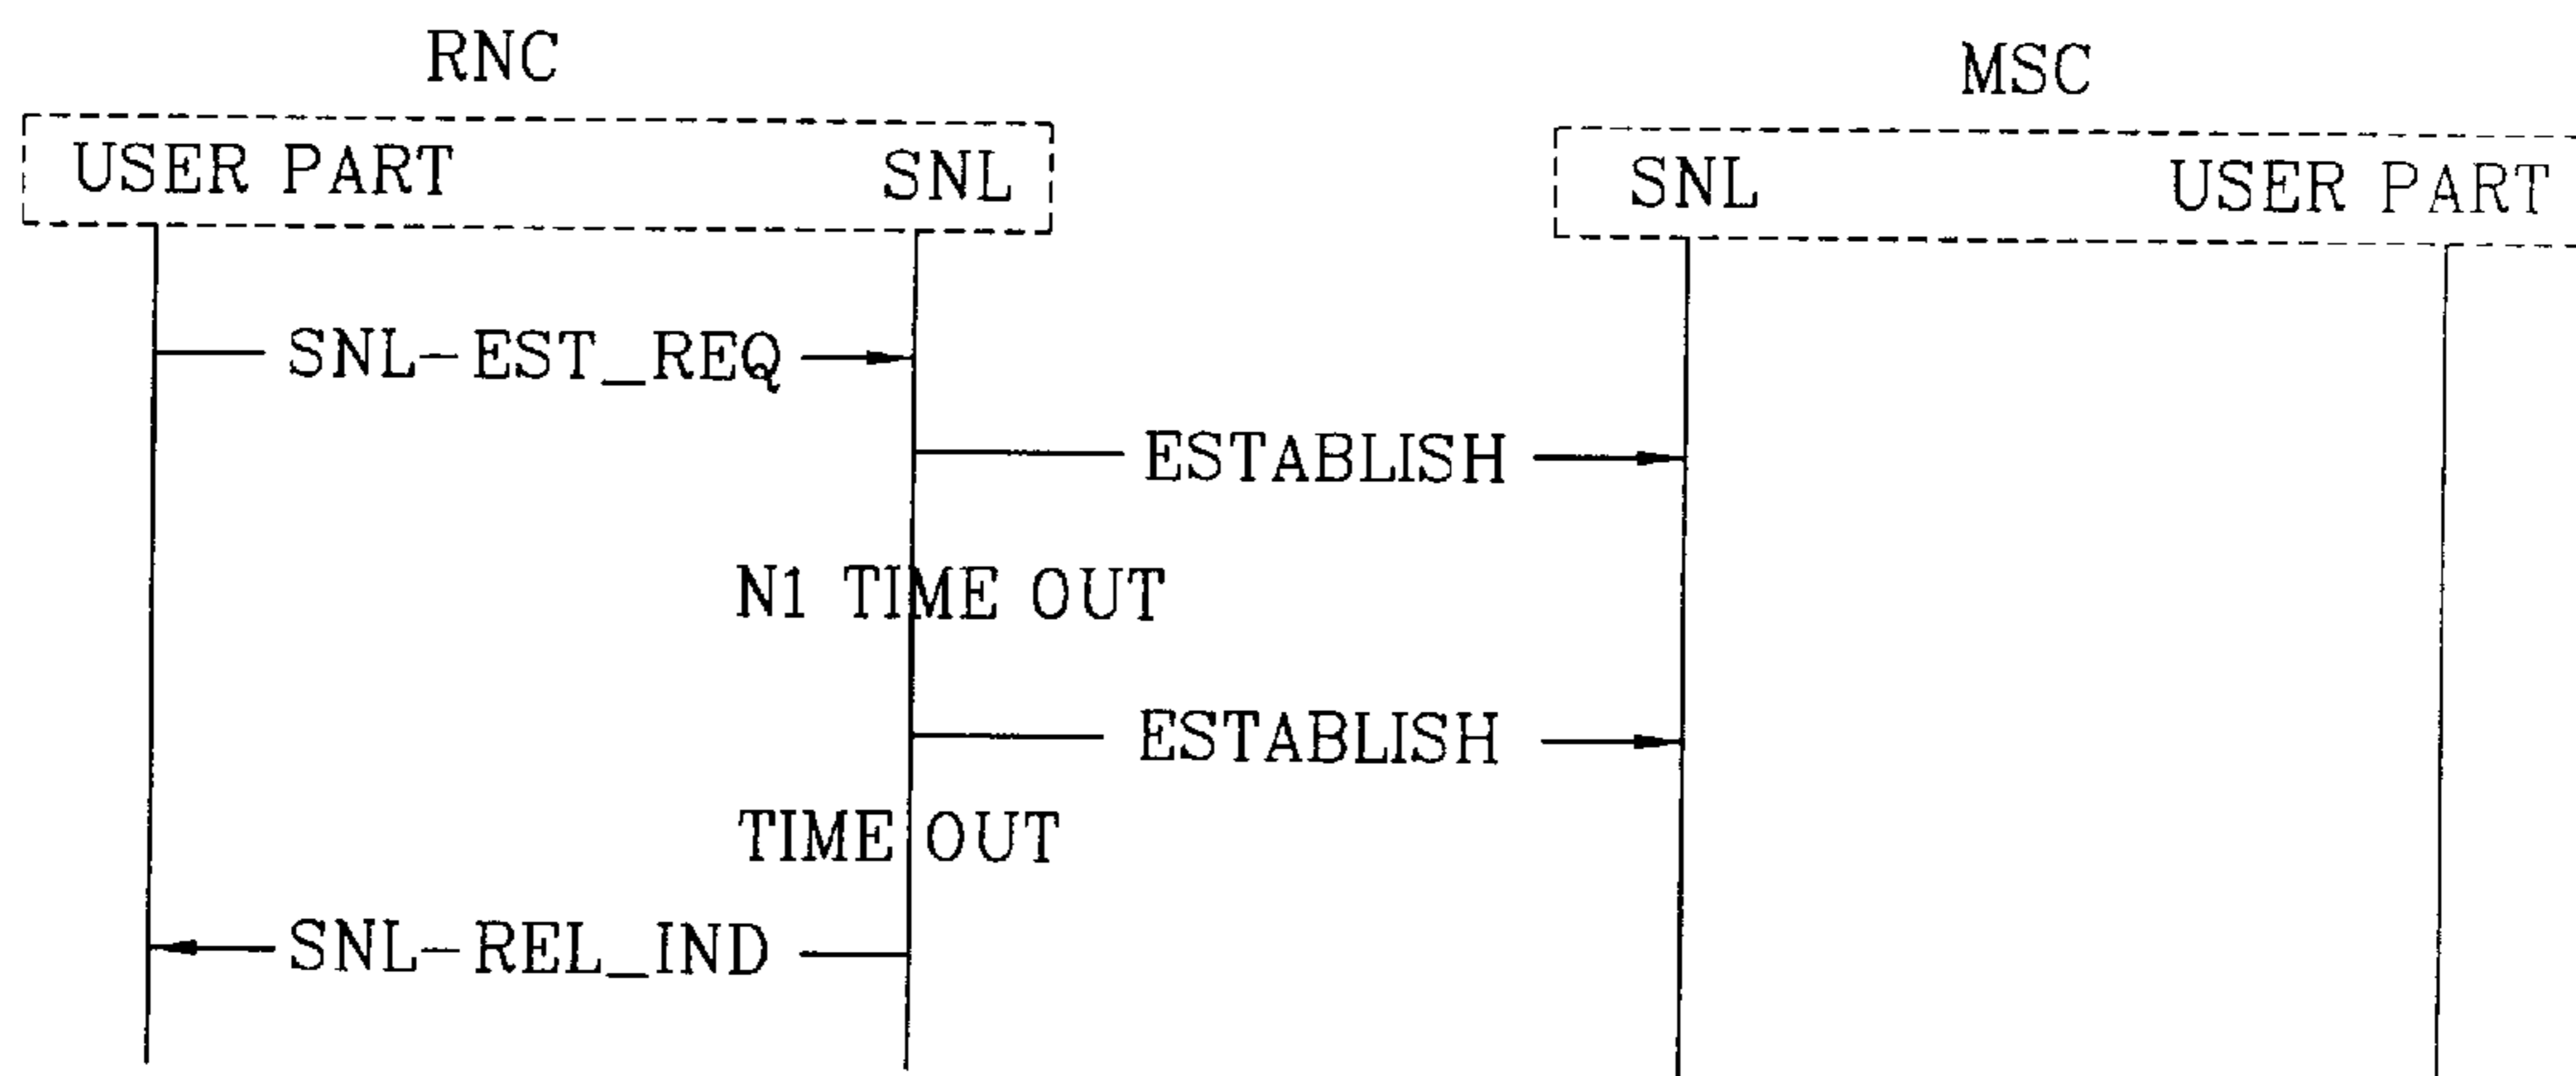 RNC
MSC
USER PART SNL
SNL USER PART
SNL-EST_REQ
ESTABLISH
N1 TIME OUT
ESTABLISH
TIME OUT
SNL-REL_IND